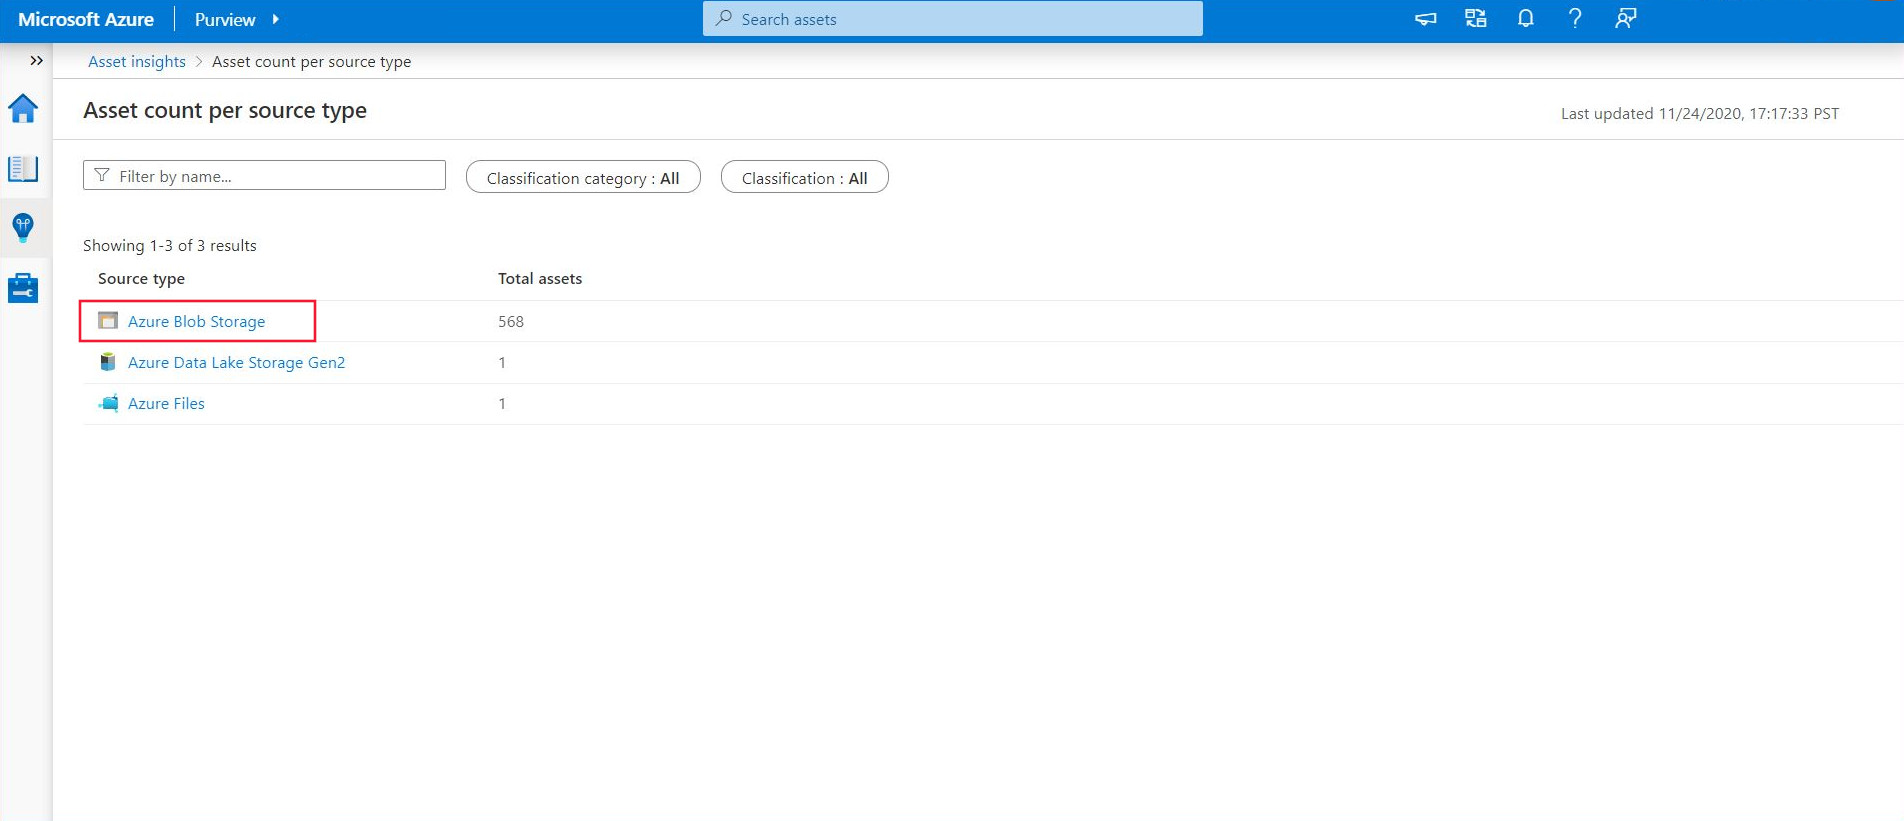 Microsoft Azure Purview Search assets
Asset insights Asset count per source type
Asset count per source type
Last updated 11/24/2020, 17:17:33 PST
Filter by name... Classification category : All Classification : All
Showing 1-3 of 3 results
Source type Total assets
Azure Blob Storage 568
Azure Data Lake Storage Gen2 1
Azure Files 1